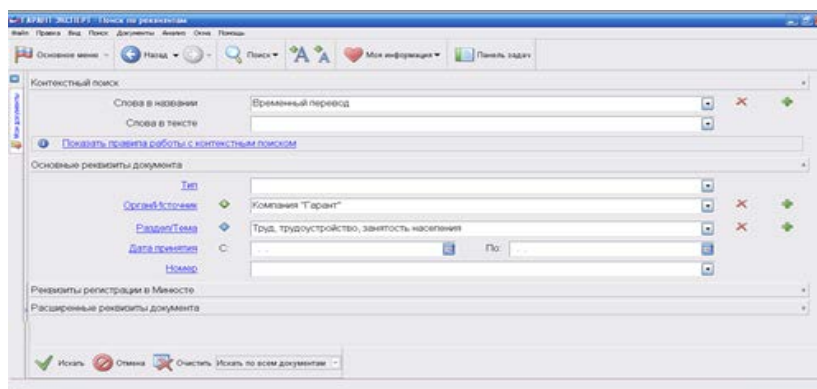 ГАРАНТ ЭКСПЕРТ - Поиск по реквизитам
Файл Правка Вид Поиск Документы Анализ Окна Помощь
Основное меню Назад Поиск Моя информация Панель задач
Мои документы
Контекстный поиск
Слова в названии Временный перевод
Слова в тексте
Показать правила работы с контекстным поиском
Основные реквизиты документа
Тип
Орган/Источник Компания "Гарант"
Раздел/Тема Труд, трудоустройство, занятость населения
Дата принятия С: По:
Номер
Реквизиты регистрации в Минюсте
Расширенные реквизиты документа
Искать Отмена Очистить Искать по всем документам